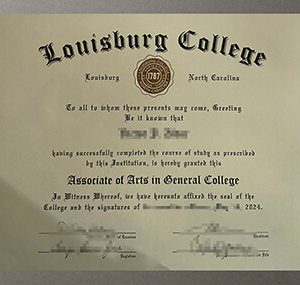 Louisburg College
Louisburg
1787
North Carolina
To all to whom these presents may come, Greeting
Be it known that
having successfully completed the course of study as prescribed
by this Institution, is hereby granted this
Associate of Arts in General College
In Witness Whereof, we have hereunto affixed the seal of the
College and the signatures of May 2024.
President
Registrar